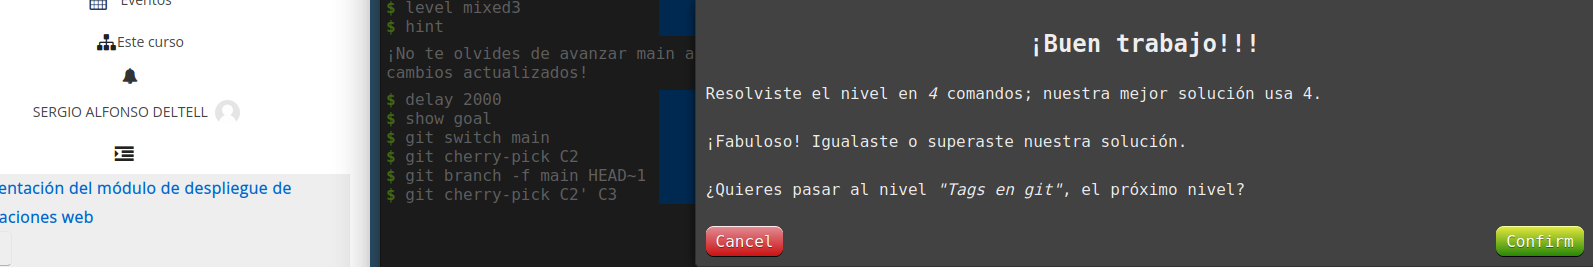 Eventos
Este curso
SERGIO ALFONSO DELTELL
entación del módulo de despliegue de
aciones web
$ level mixed3
$ hint
¡No te olvides de avanzar main a
cambios actualizados!
$ delay 2000
$ show goal
$ git switch main
$ git cherry-pick C2
$ git branch -f main HEAD~1
$ git cherry-pick C2' C3
¡Buen trabajo!!!
Resolviste el nivel en 4 comandos; nuestra mejor solución usa 4.
¡Fabuloso! Igualaste o superaste nuestra solución.
¿Quieres pasar al nivel "Tags en git", el próximo nivel?
Cancel
Confirm